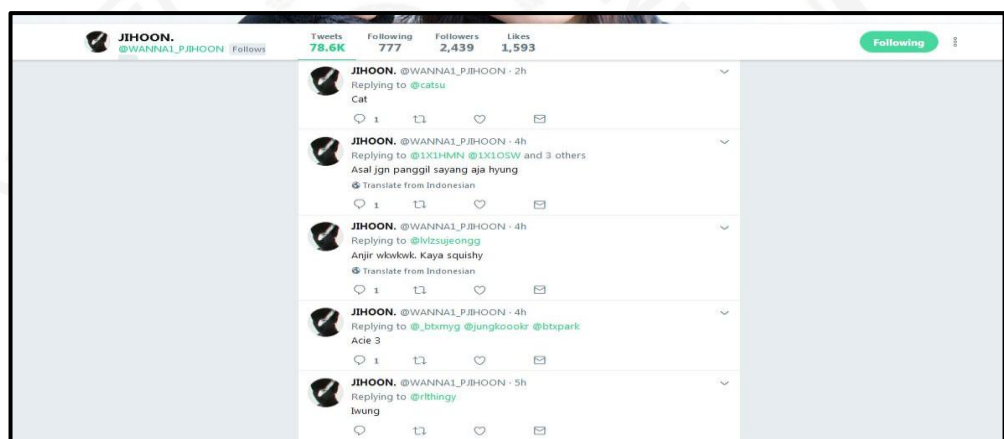 JIHOON.
@WANNA1_PJIHOON Follows
Tweets Following Followers Likes
78.6K 777 2,439 1,593
Following
JIHOON. @WANNA1_PJIHOON · 2h
Replying to @catsu
Cat
1
JIHOON. @WANNA1_PJIHOON · 4h
Replying to @1X1HMN @1X1OSW and 3 others
Asal jgn panggil sayang aja hyung
Translate from Indonesian
1
JIHOON. @WANNA1_PJIHOON · 4h
Replying to @lvlzsujeongg
Anjir wkwkwk. Kaya squishy
Translate from Indonesian
1
JIHOON. @WANNA1_PJIHOON · 4h
Replying to @_btxmyg @jungkoookr @btxpark
Acie 3
1
JIHOON. @WANNA1_PJIHOON · 5h
Replying to @rlthingy
Iwung